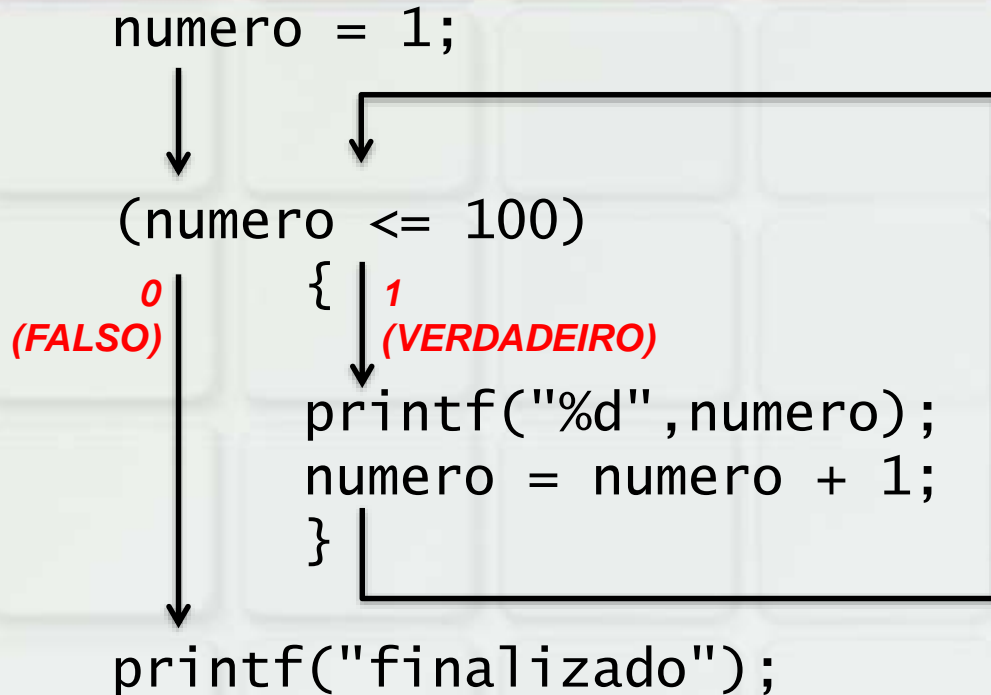 numero = 1;
(numero <= 100)
{
0
(FALSO)
1
(VERDADEIRO)
printf("%d",numero);
numero = numero + 1;
}
printf("finalizado");